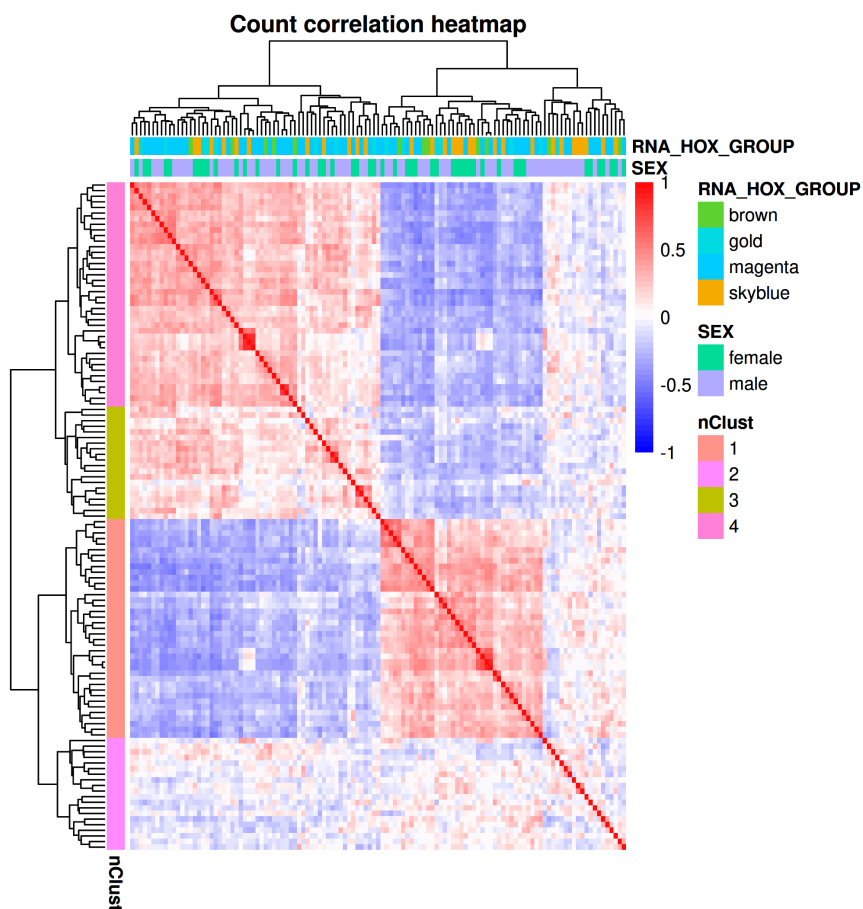 Count correlation heatmap
RNA_HOX_GROUP
SEX
1
0.5
0
-0.5
-1
RNA_HOX_GROUP
brown
gold
magenta
skyblue
SEX
female
male
nClust
1
2
3
4
nClust